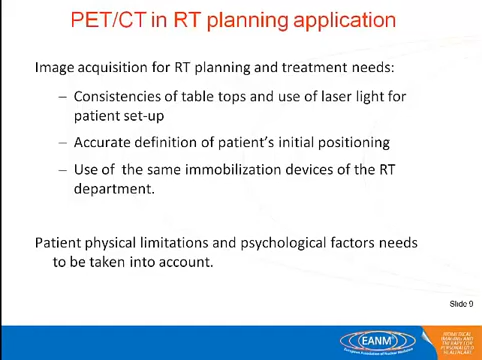 PET/CT in RT planning application
Image acquisition for RT planning and treatment needs:
– Consistencies of table tops and use of laser light for
patient set-up
– Accurate definition of patient's initial positioning
– Use of the same immobilization devices of the RT
department.
Patient physical limitations and psychological factors needs
to be taken into account.
Slide 9
EANM